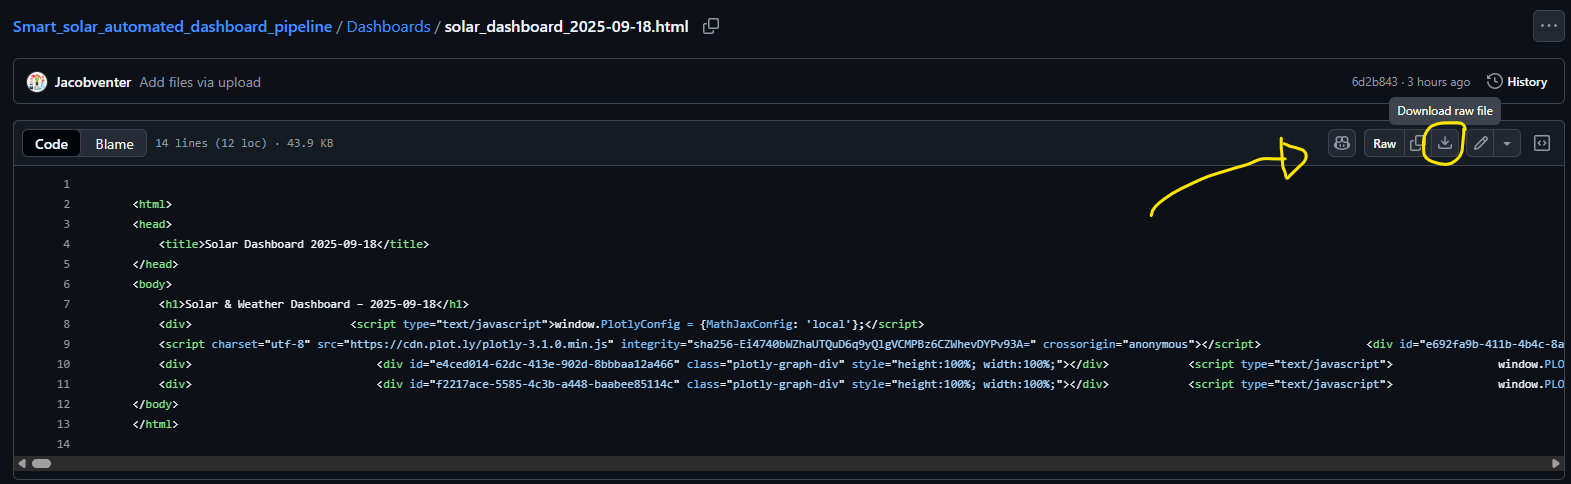 Smart_solar_automated_dashboard_pipeline / Dashboards / solar_dashboard_2025-09-18.html
Jacobventer Add files via upload 6d2b843 · 3 hours ago History
Download raw file
Code Blame 14 lines (12 loc) · 43.9 KB Raw
1
2 <html>
3 <head>
4 <title>Solar Dashboard 2025-09-18</title>
5 </head>
6 <body>
7 <h1>Solar & Weather Dashboard – 2025-09-18</h1>
8 <div> <script type="text/javascript">window.PlotlyConfig = {MathJaxConfig: 'local'};</script>
9 <script charset="utf-8" src="https://cdn.plot.ly/plotly-3.1.0.min.js" integrity="sha256-Ei4740bWZhaUTQuD6q9yQlgVCMPBz6CZWhevDYPv93A=" crossorigin="anonymous"></script> <div id="e692fa9b-411b-4b4c-8a
10 <div> <div id="e4ced014-62dc-413e-902d-8bbbaa12a466" class="plotly-graph-div" style="height:100%; width:100%;"></div> <script type="text/javascript"> window.PLO
11 <div> <div id="f2217ace-5585-4c3b-a448-baabee85114c" class="plotly-graph-div" style="height:100%; width:100%;"></div> <script type="text/javascript"> window.PLO
12 </body>
13 </html>
14